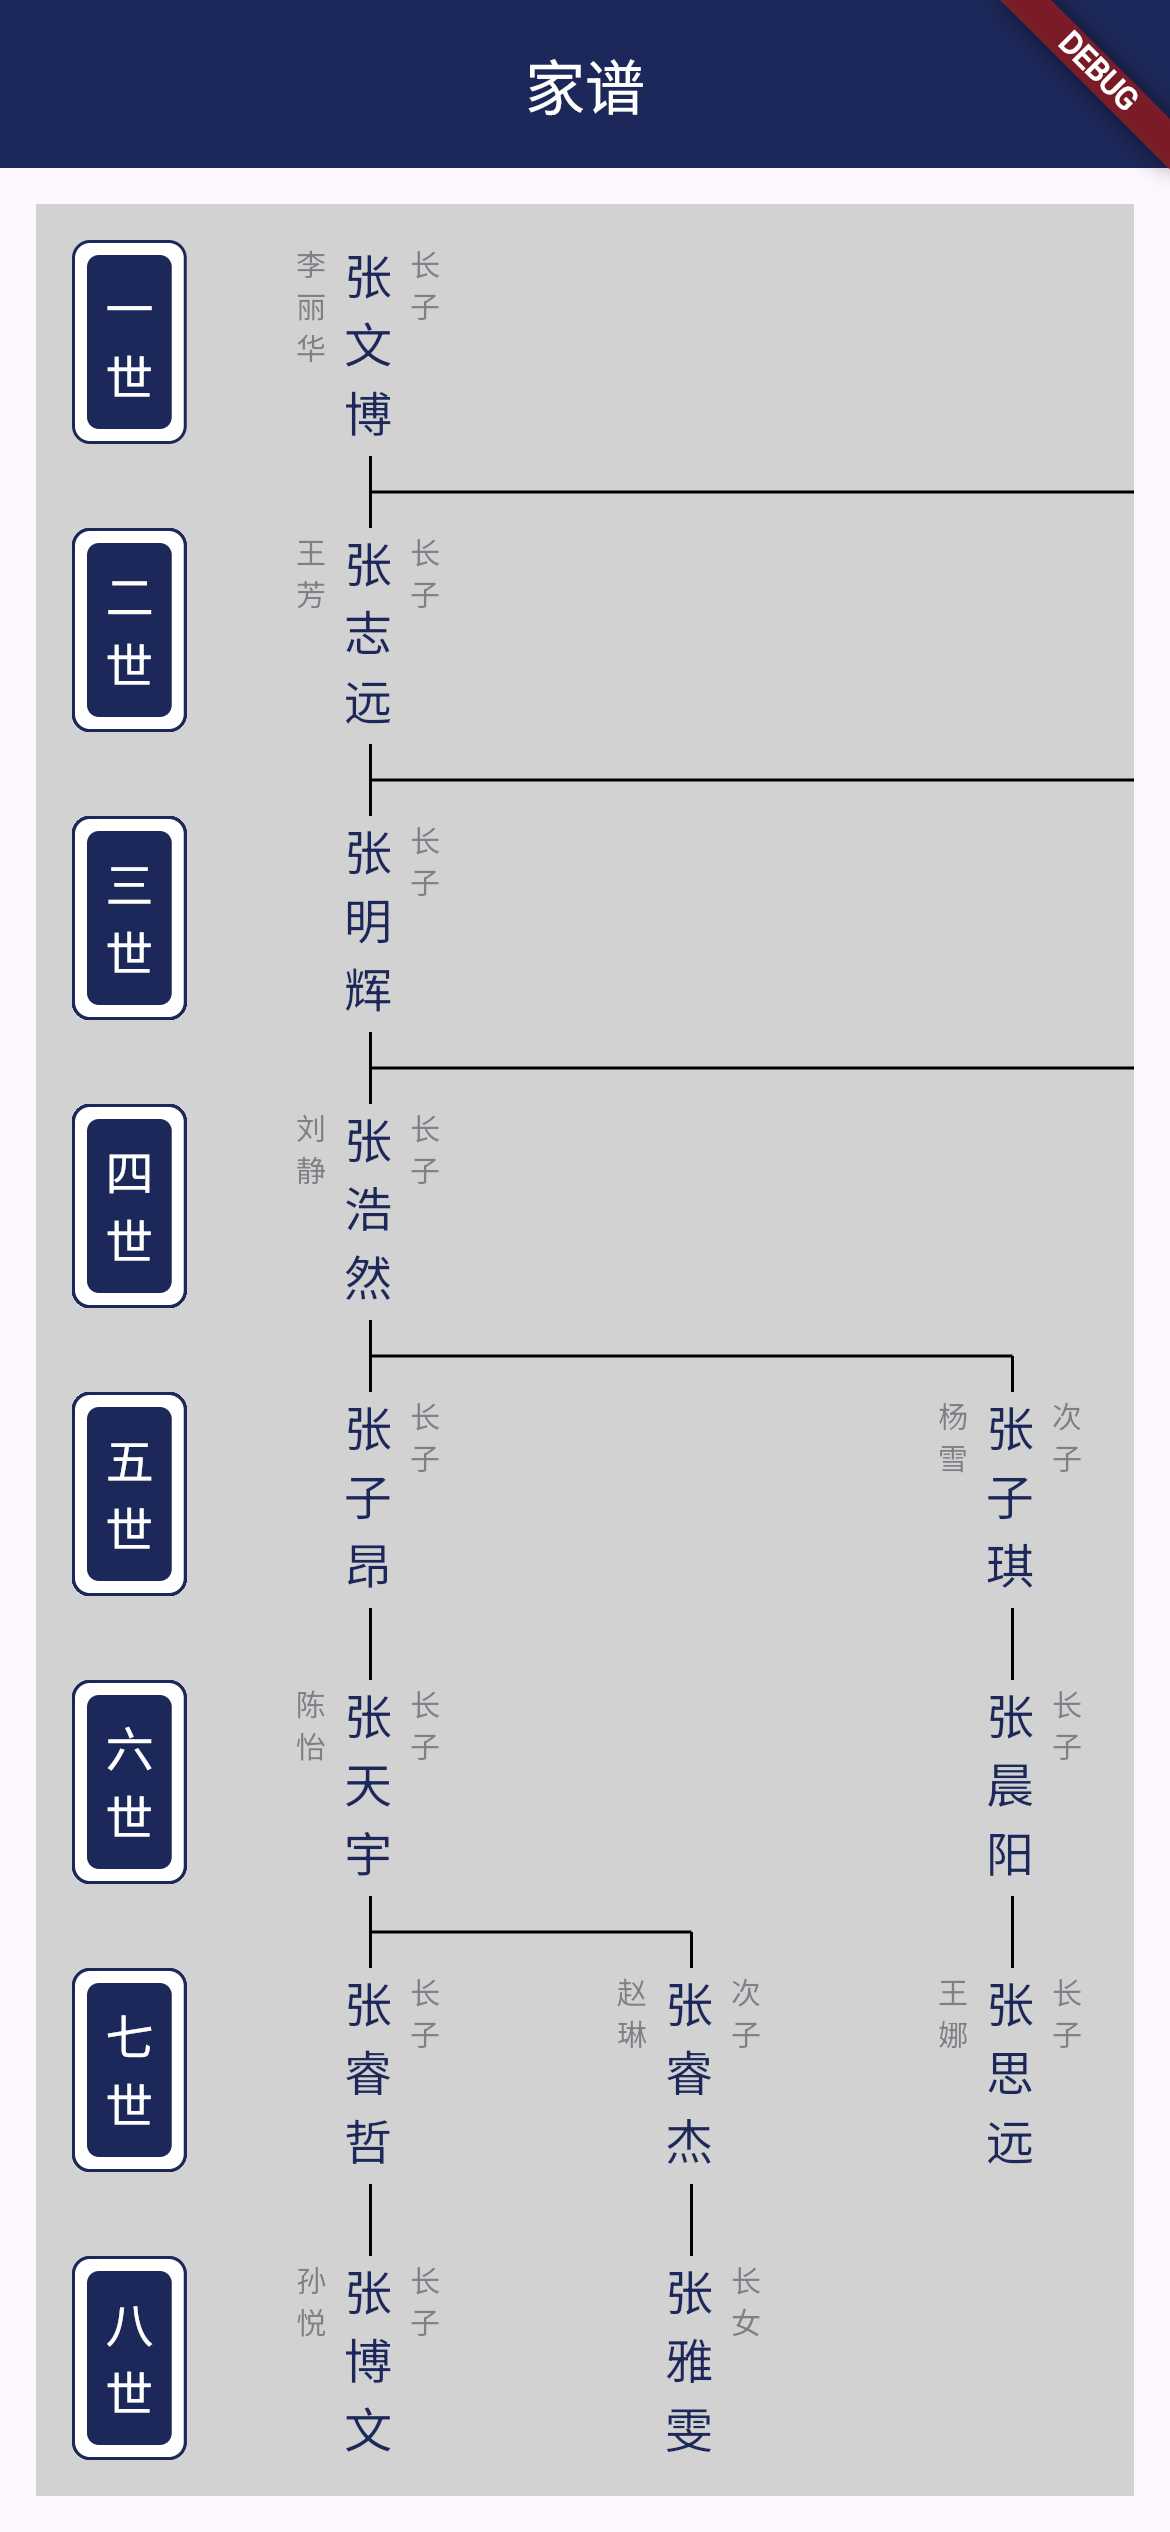 家谱
DEBUG
一世
李丽华
张文博
长子
二世
王芳
张志远
长子
三世
张明辉
长子
四世
刘静
张浩然
长子
五世
张子昂
长子
杨雪
张子琪
次子
六世
陈怡
张天宇
长子
张晨阳
长子
七世
张睿哲
长子
赵琳
张睿杰
次子
王娜
张思远
长子
八世
孙悦
张博文
长子
张雅雯
长女